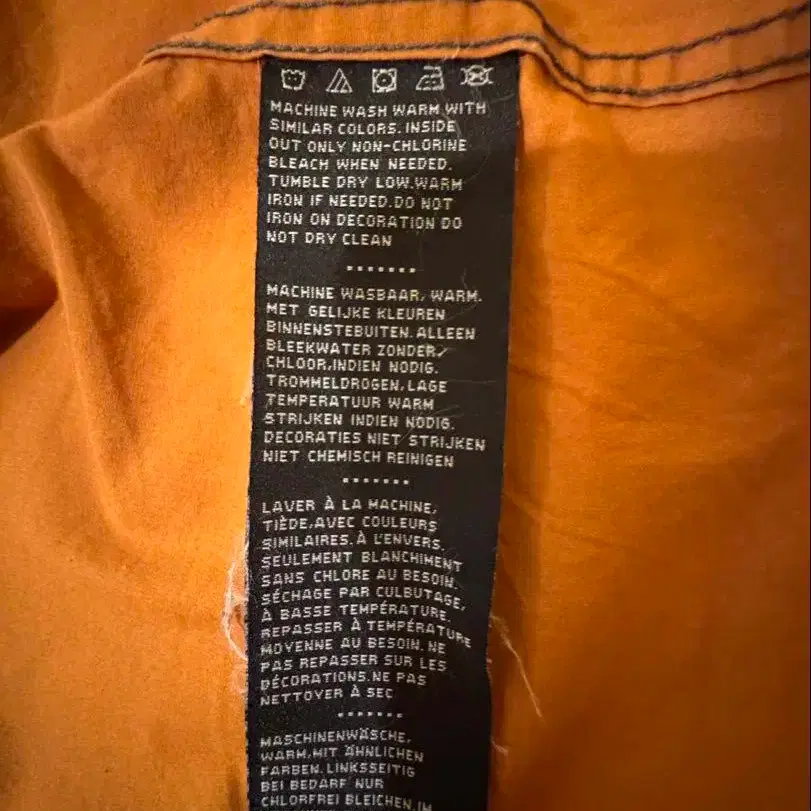 MACHINE WASH WARM WITH
SIMILAR COLORS. INSIDE
OUT ONLY NON-CHLORINE
BLEACH WHEN NEEDED.
TUMBLE DRY LOW.WARM
IRON IF NEEDED.DO NOT
IRON ON DECORATION DO
NOT DRY CLEAN
MACHINE WASBAAR, WARM.
MET GELIJKE KLEUREN
BINNENSTEBUITEN. ALLEEN
BLEEKWATER ZONDER
CHLOOR.INDIEN NODIG.
TROMMELDROGEN, LAGE
TEMPERATUUR WARM
STRIJKEN INDIEN NODIG.
DECORATIES NIET STRIJKEN
NIET CHEMISCH REINIGEN
LAVER À LA MACHINE,
TIÈDE,AVEC COULEURS
SIMILAIRES. À L'ENVERS.
SEULEMENT BLANCHIMENT
SANS CHLORE AU BESOIN.
SÉCHAGE PAR CULBUTAGE,
À BASSE TEMPÉRATURE.
REPASSER À TEMPÉRATURE
MOYENNE AU BESOIN. NE
PAS REPASSER SUR LES
DÉCORATIONS.NE PAS
NETTOYER À SEC
MASCHINENWÄSCHE,
WARM.MIT ÄHNLICHEN
FARBEN. LINKSSEITIG
BEI BEDARF NUR
CHLORFREI BLEICHEN.IM